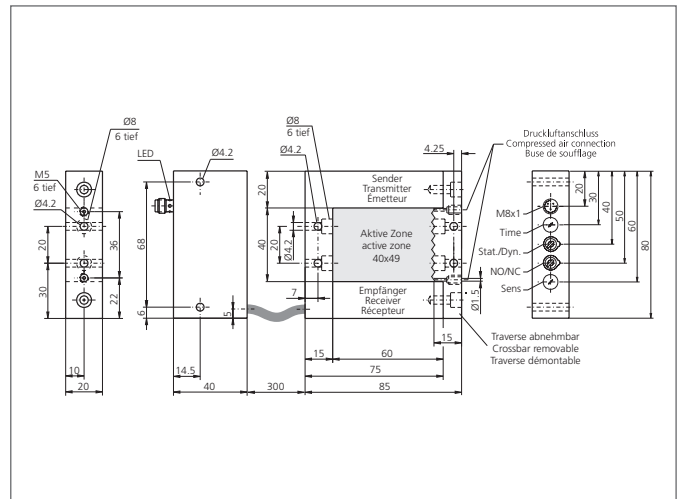 Ø8
6 tief
M5
6 tief
Ø4.2
20
30
36
22
10
20
LED
Ø4.2
68
6
5
14.5
40
300
Ø8
6 tief
Ø4.2
4.25
Druckluftanschluss
Compressed air connection
Buse de soufflage
Sender
Transmitter
Émetteur
20
40
20
Ø4.2
Aktive Zone
active zone
40x49
Empfänger
Receiver
Récepteur
7
Ø1.5
15
15
60
75
85
Traverse abnehmbar
Crossbar removable
Traverse démontable
M8x1
Time
Stat./Dyn.
NO/NC
Sens
20
30
40
50
60
80